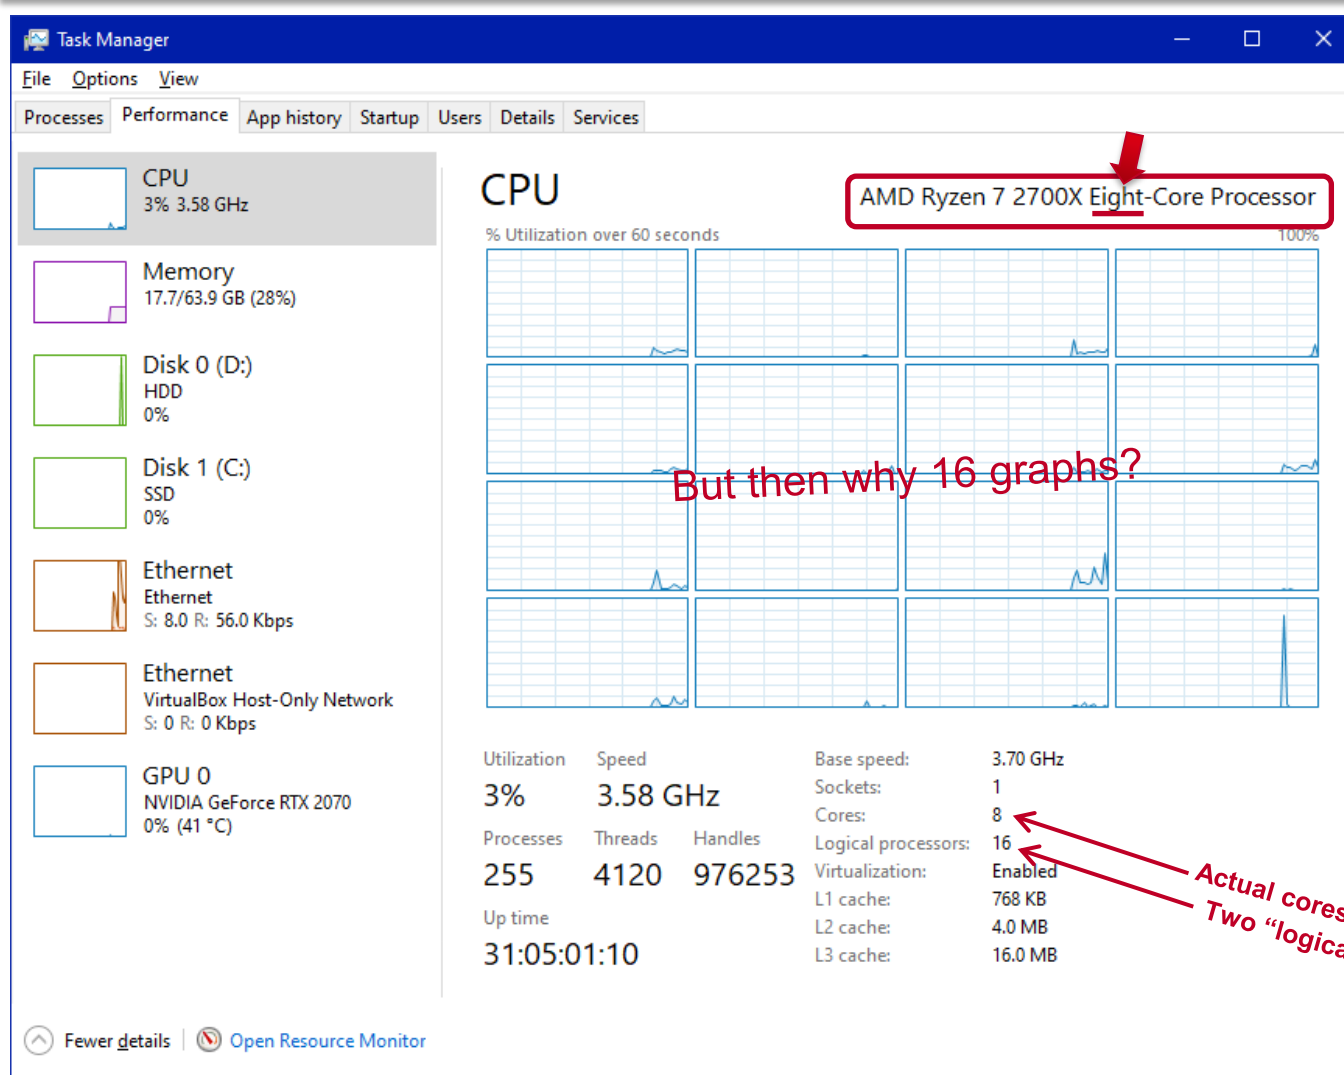 Task Manager
File Options View
Processes Performance App history Startup Users Details Services
CPU
3% 3.58 GHz
Memory
17.7/63.9 GB (28%)
Disk 0 (D:)
HDD
0%
Disk 1 (C:)
SSD
0%
Ethernet
Ethernet
S: 8.0 R: 56.0 Kbps
Ethernet
VirtualBox Host-Only Network
S: 0 R: 0 Kbps
GPU 0
NVIDIA GeForce RTX 2070
0% (41 °C)
CPU
AMD Ryzen 7 2700X Eight-Core Processor
% Utilization over 60 seconds 100%
But then why 16 graphs?
Utilization Speed
3% 3.58 GHz
Processes Threads Handles
255 4120 976253
Up time
31:05:01:10
Base speed: 3.70 GHz
Sockets: 1
Cores: 8
Logical processors: 16
Virtualization: Enabled
L1 cache: 768 KB
L2 cache: 4.0 MB
L3 cache: 16.0 MB
Actual cores
Two “logica
Fewer details
Open Resource Monitor